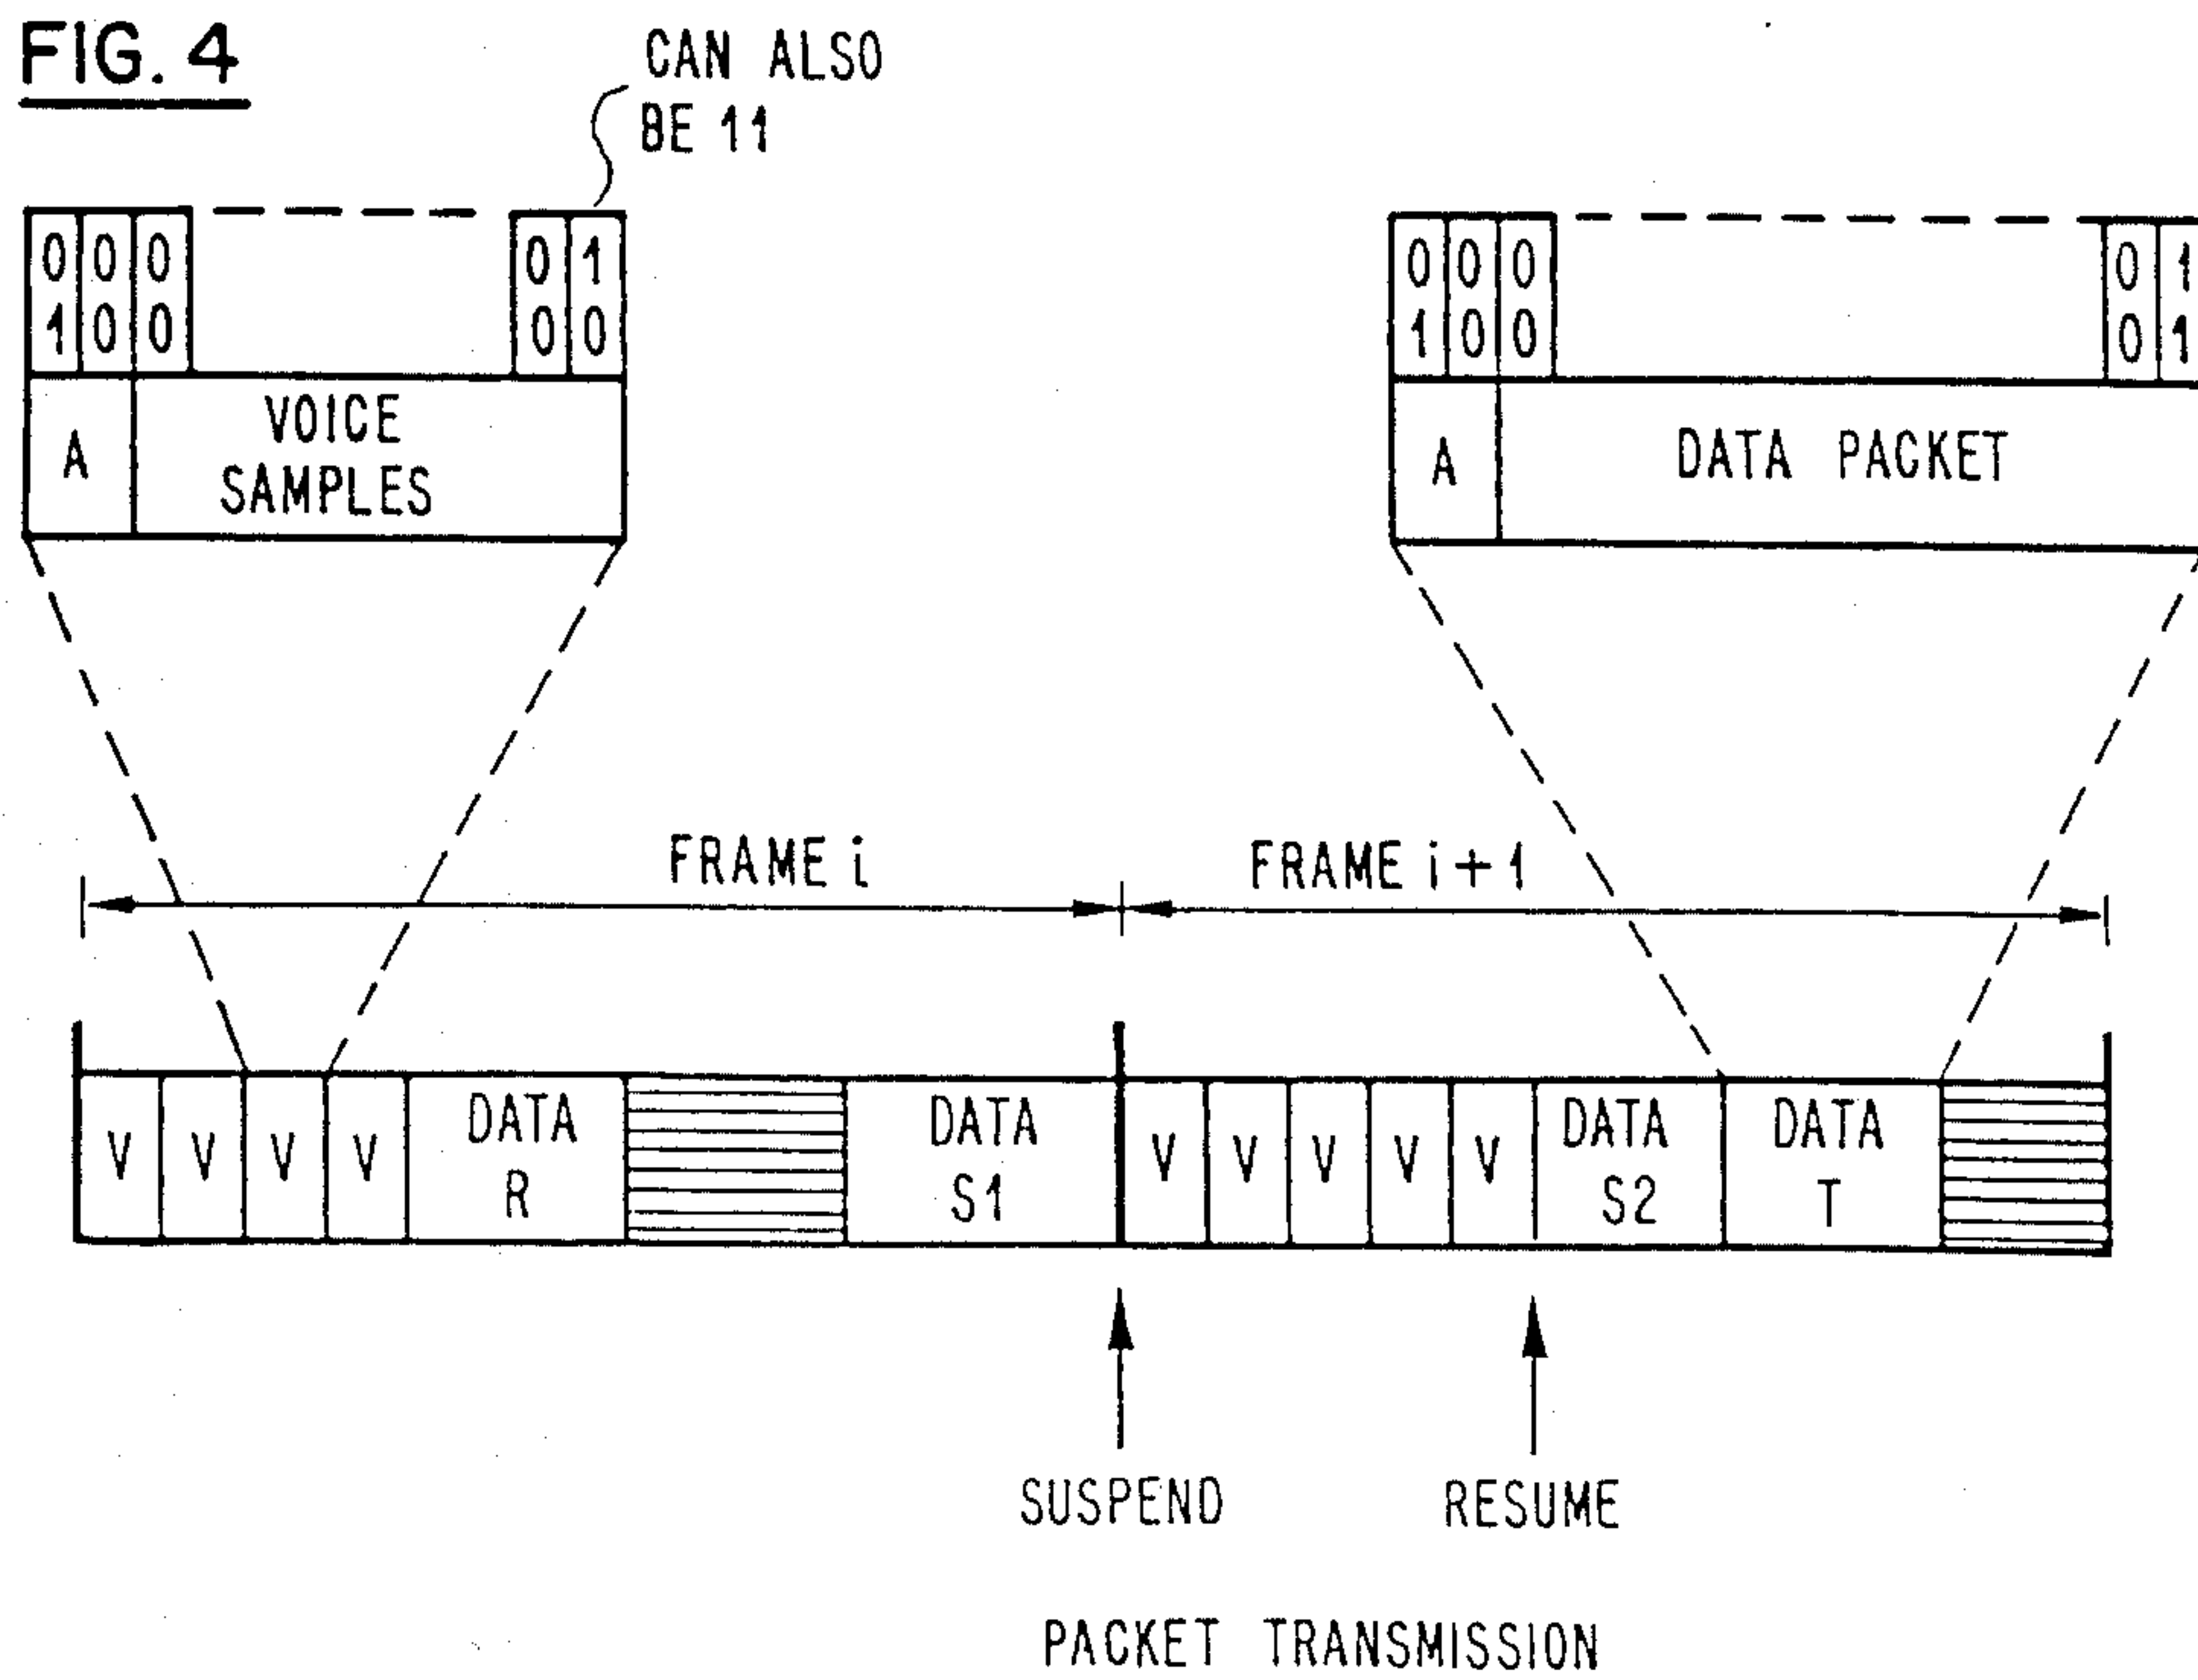 FIG. 4
CAN ALSO
BE 11
0 0 0 0 1
1 0 0 0 0
A
VOICE
SAMPLES
0 0 0 0 1
1 0 0 0 1
A
DATA PACKET
FRAME i
FRAME i + 1
V V V V
DATA
R
DATA
S1
V V V V V
DATA
S2
DATA
T
SUSPEND
RESUME
PACKET TRANSMISSION